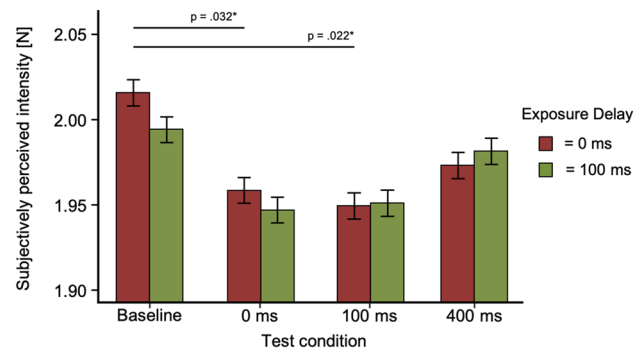 p = .032*
p = .022*
2.05
2.00
1.95
1.90
Subjectively perceived intensity [N]
Exposure Delay
= 0 ms
= 100 ms
Baseline 0 ms 100 ms 400 ms
Test condition